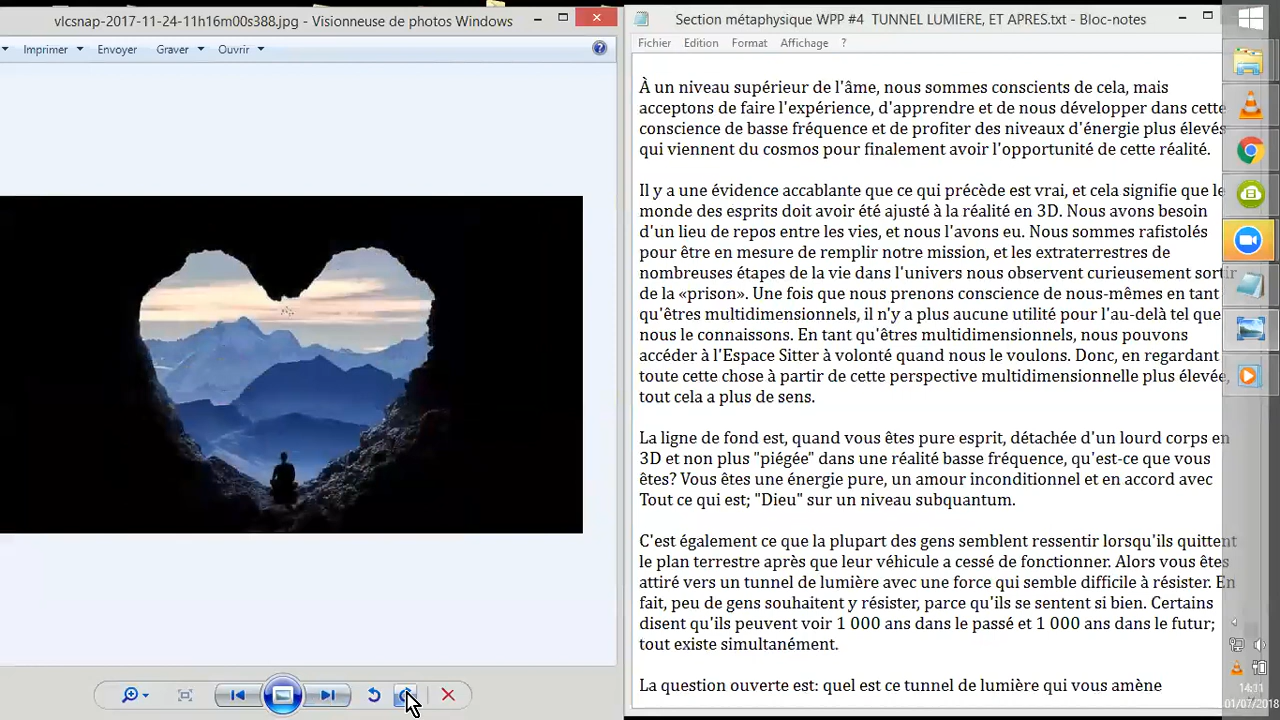 vlcsnap-2017-11-24-11h16m00s388.jpg - Visionneuse de photos Windows
Imprimer Envoyer Graver Ouvrir
Section métaphysique WPP #4 TUNNEL LUMIERE, ET APRES.txt - Bloc-notes
Fichier Edition Format Affichage ?
À un niveau supérieur de l'âme, nous sommes conscients de cela, mais
acceptons de faire l'expérience, d'apprendre et de nous développer dans cette
conscience de basse fréquence et de profiter des niveaux d'énergie plus élevés
qui viennent du cosmos pour finalement avoir l'opportunité de cette réalité.
Il y a une évidence accablante que ce qui précède est vrai, et cela signifie que le
monde des esprits doit avoir été ajusté à la réalité en 3D. Nous avons besoin
d'un lieu de repos entre les vies, et nous l'avons eu. Nous sommes rafistolés
pour être en mesure de remplir notre mission, et les extraterrestres de
nombreuses étapes de la vie dans l'univers nous observent curieusement sortir
de la «prison». Une fois que nous prenons conscience de nous-mêmes en tant
qu'êtres multidimensionnels, il n'y a plus aucune utilité pour l'au-delà tel que
nous le connaissons. En tant qu'êtres multidimensionnels, nous pouvons
accéder à l'Espace Sitter à volonté quand nous le voulons. Donc, en regardant
toute cette chose à partir de cette perspective multidimensionnelle plus élevée,
tout cela a plus de sens.
La ligne de fond est, quand vous êtes pure esprit, détachée d'un lourd corps en
3D et non plus "piégée" dans une réalité basse fréquence, qu'est-ce que vous
êtes? Vous êtes une énergie pure, un amour inconditionnel et en accord avec
Tout ce qui est; "Dieu" sur un niveau subquantum.
C'est également ce que la plupart des gens semblent ressentir lorsqu'ils quittent
le plan terrestre après que leur véhicule a cessé de fonctionner. Alors vous êtes
attiré vers un tunnel de lumière avec une force qui semble difficile à résister. En
fait, peu de gens souhaitent y résister, parce qu'ils se sentent si bien. Certains
disent qu'ils peuvent voir 1 000 ans dans le passé et 1 000 ans dans le futur;
tout existe simultanément.
La question ouverte est: quel est ce tunnel de lumière qui vous amène
14:31
01/07/2018